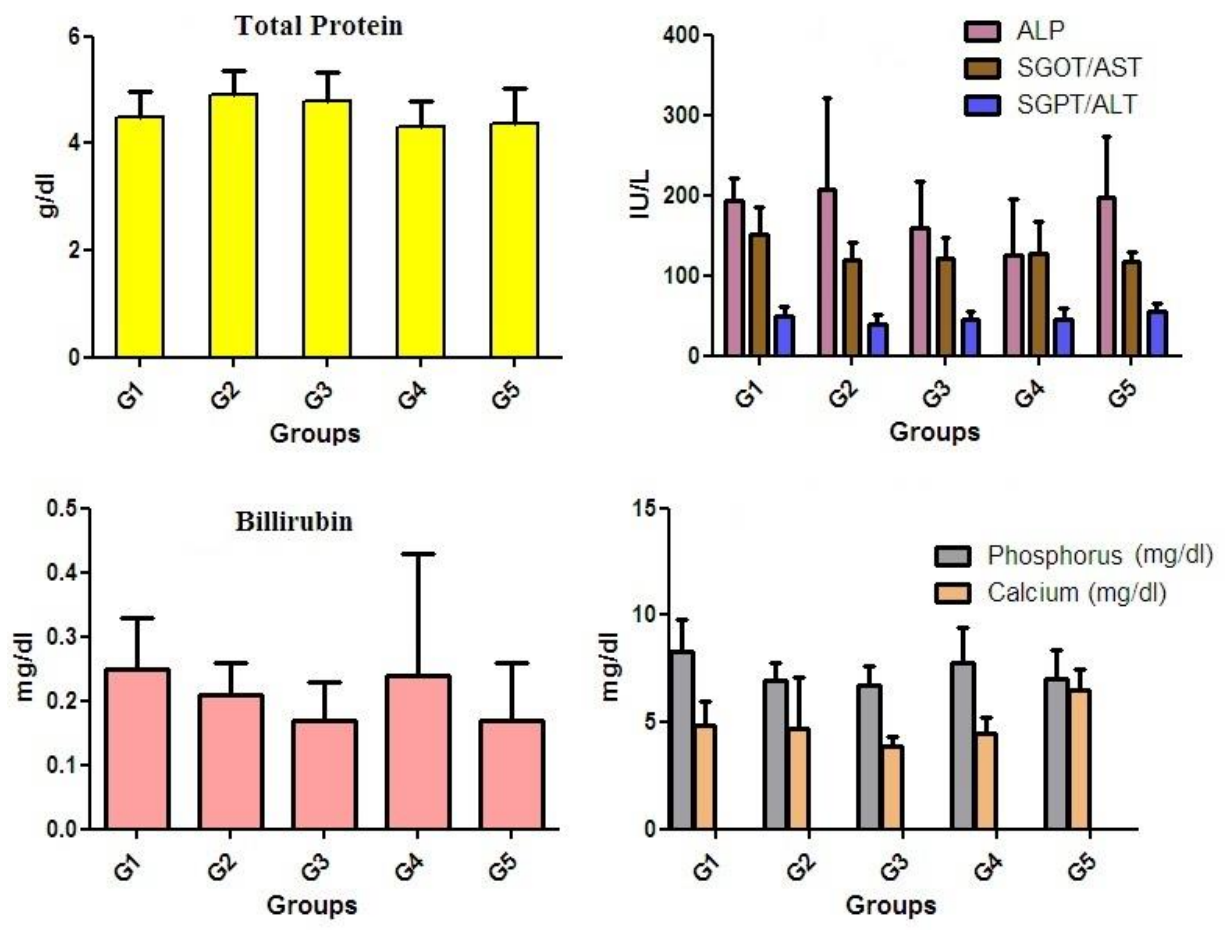 Total Protein
6
4
2
0
g/dl
G1
G2
G3
G4
G5
Groups
400
300
200
100
0
IU/L
ALP
SGOT/AST
SGPT/ALT
G1
G2
G3
G4
G5
Groups
Billirubin
0.5
0.4
0.3
0.2
0.1
0.0
mg/dl
G1
G2
G3
G4
G5
Groups
15
10
5
0
mg/dl
Phosphorus (mg/dl)
Calcium (mg/dl)
G1
G2
G3
G4
G5
Groups